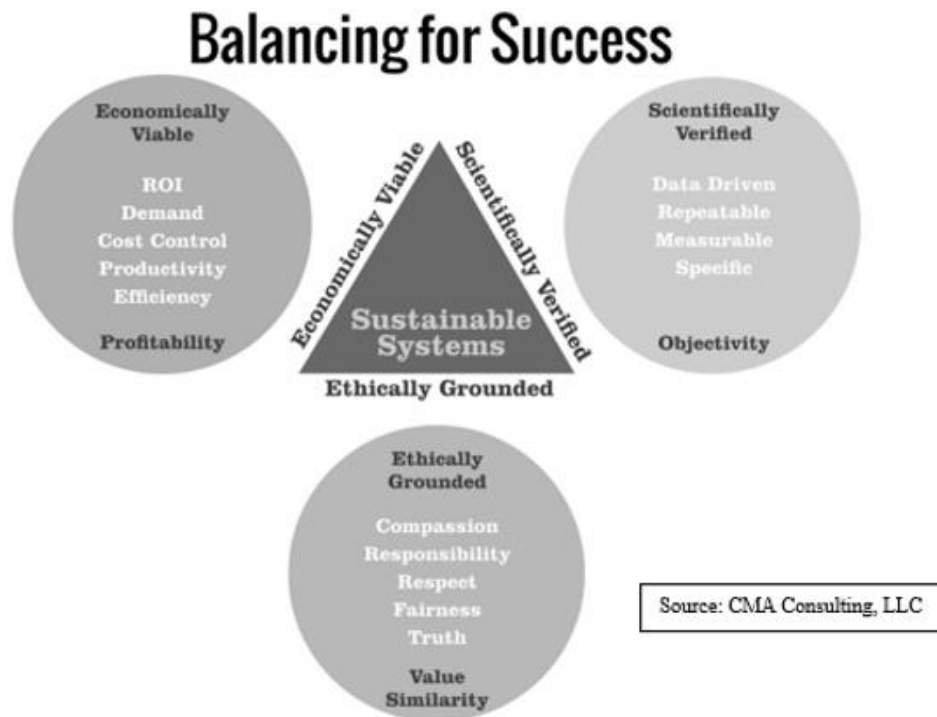 Balancing for Success
Economically
Viable
ROI
Demand
Cost Control
Productivity
Efficiency
Profitability
Economically Viable
Scientifically Verified
Sustainable
Systems
Ethically Grounded
Scientifically
Verified
Data Driven
Repeatable
Measurable
Specific
Objectivity
Ethically
Grounded
Compassion
Responsibility
Respect
Fairness
Truth
Value
Similarity
Source: CMA Consulting, LLC